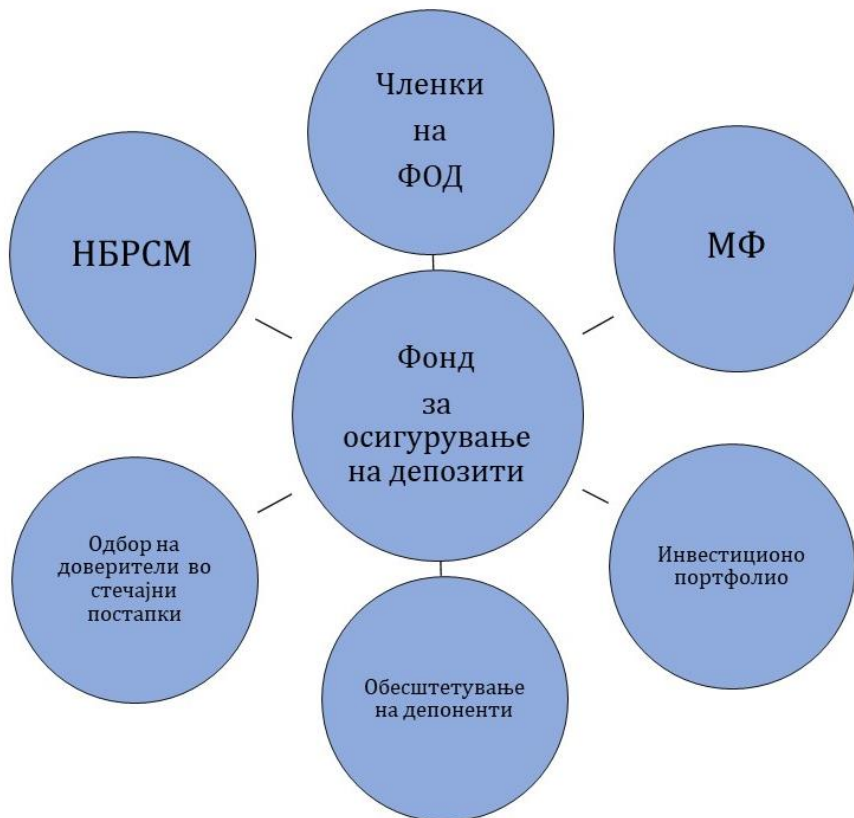 Членки
на
ФОД
НБРСМ
МФ
Фонд
за
осигурување
на депозити
Одбор на
доверители во
стечајни
постапки
Инвестиционо
портфолио
Обесштетување
на депоненти